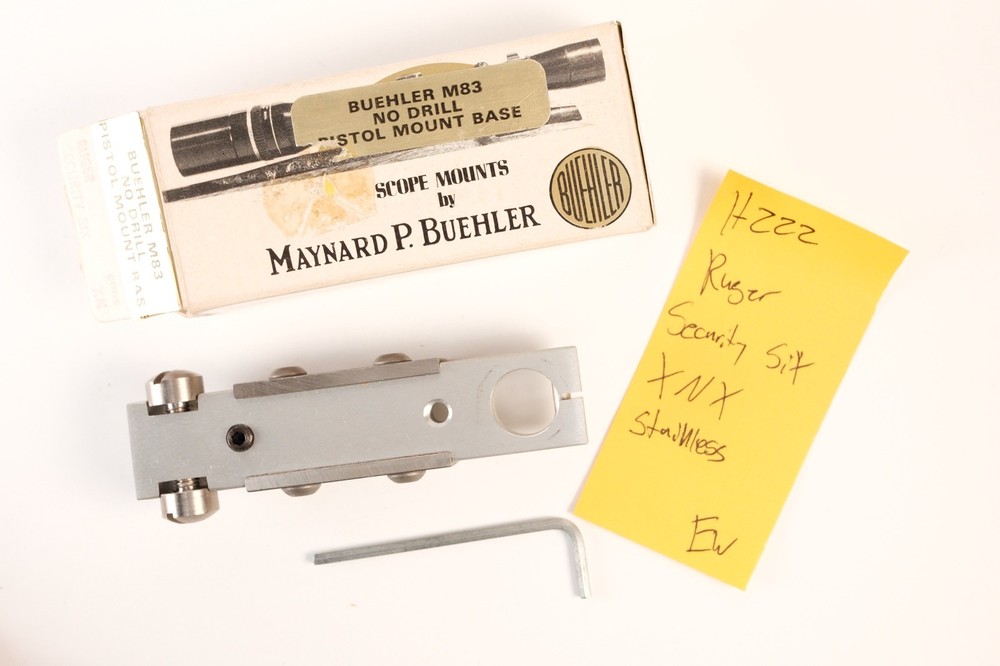 BUEHLER M83
NO DRILL
PISTOL MOUNT BASE
SCOPE MOUNTS
by
MAYNARD P. BUEHLER
BUEHLER
BUEHLER M83
NO DRILL
PISTOL MOUNT BAS
H222
Ruger
Security Six
XNX
Stainless
EW